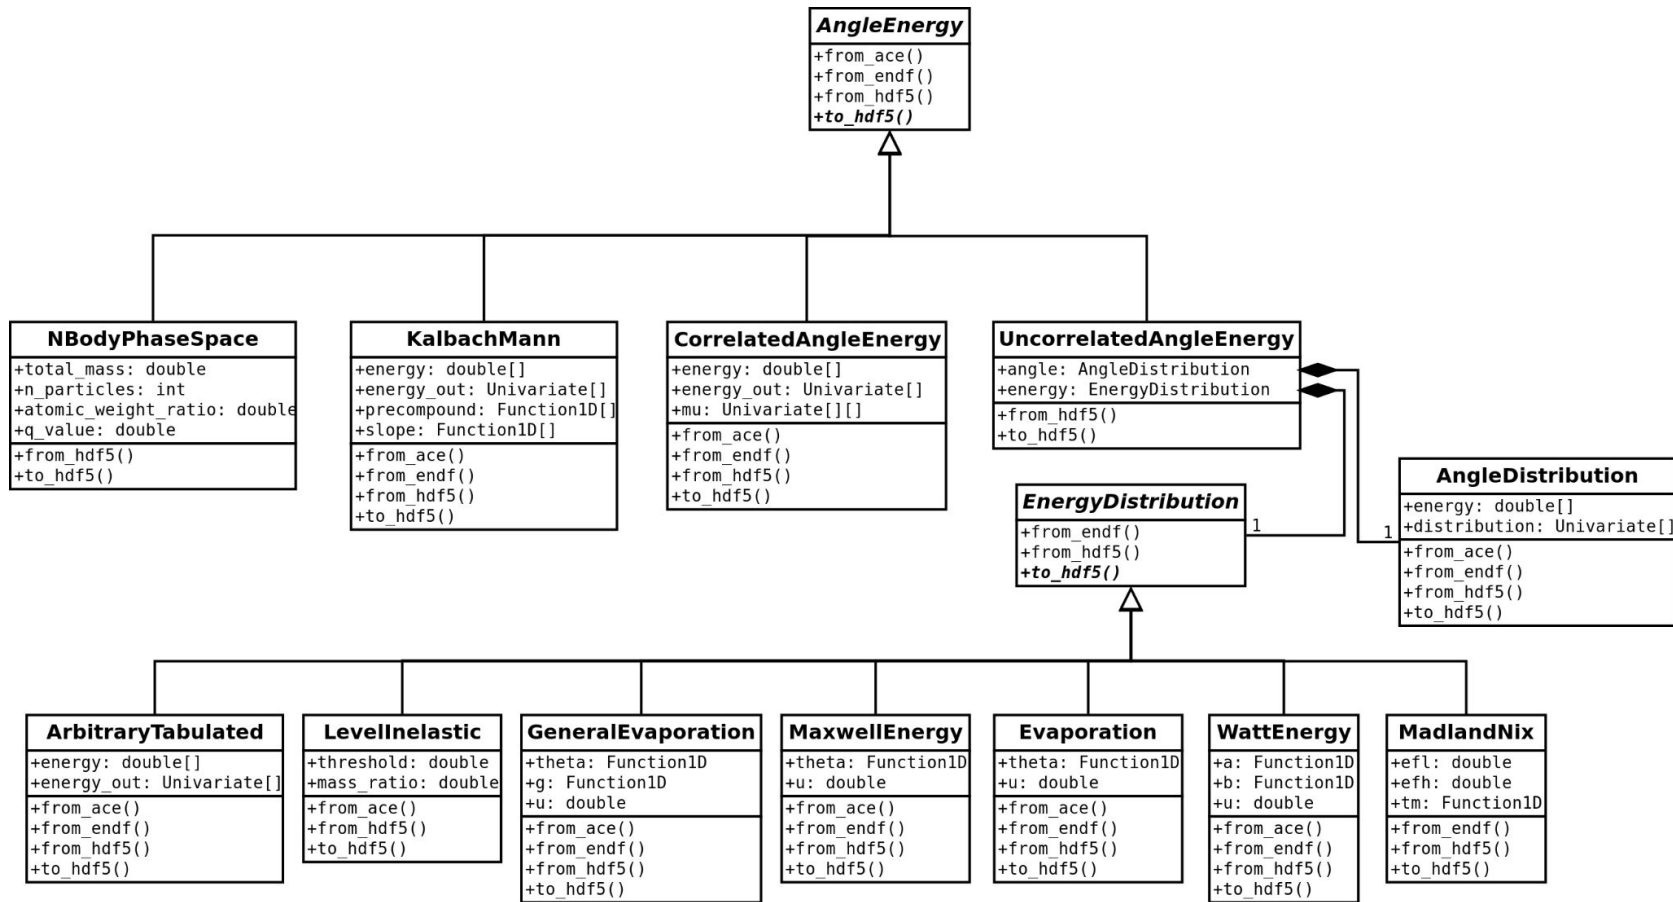 AngleEnergy
+from_ace()
+from_endf()
+from_hdf5()
+to_hdf5()
NBodyPhaseSpace
+total_mass: double
+n_particles: int
+atomic_weight_ratio: double
+q_value: double
+from_hdf5()
+to_hdf5()
KalbachMann
+energy: double[]
+energy_out: Univariate[]
+precompound: Function1D[]
+slope: Function1D[]
+from_ace()
+from_endf()
+from_hdf5()
+to_hdf5()
CorrelatedAngleEnergy
+energy: double[]
+energy_out: Univariate[]
+mu: Univariate[][]
+from_ace()
+from_endf()
+from_hdf5()
+to_hdf5()
UncorrelatedAngleEnergy
+angle: AngleDistribution
+energy: EnergyDistribution
+from_hdf5()
+to_hdf5()
EnergyDistribution
+from_endf()
+from_hdf5()
+to_hdf5()
1
1
AngleDistribution
+energy: double[]
+distribution: Univariate[]
+from_ace()
+from_endf()
+from_hdf5()
+to_hdf5()
ArbitraryTabulated
+energy: double[]
+energy_out: Univariate[]
+from_ace()
+from_endf()
+from_hdf5()
+to_hdf5()
LevelInelastic
+threshold: double
+mass_ratio: double
+from_ace()
+from_hdf5()
+to_hdf5()
GeneralEvaporation
+theta: Function1D
+g: Function1D
+u: double
+from_ace()
+from_endf()
+from_hdf5()
+to_hdf5()
MaxwellEnergy
+theta: Function1D
+u: double
+from_ace()
+from_endf()
+from_hdf5()
+to_hdf5()
Evaporation
+theta: Function1D
+u: double
+from_ace()
+from_endf()
+from_hdf5()
+to_hdf5()
WattEnergy
+a: Function1D
+b: Function1D
+u: double
+from_ace()
+from_endf()
+from_hdf5()
+to_hdf5()
MadlandNix
+efl: double
+efh: double
+tm: Function1D
+from_endf()
+from_hdf5()
+to_hdf5()